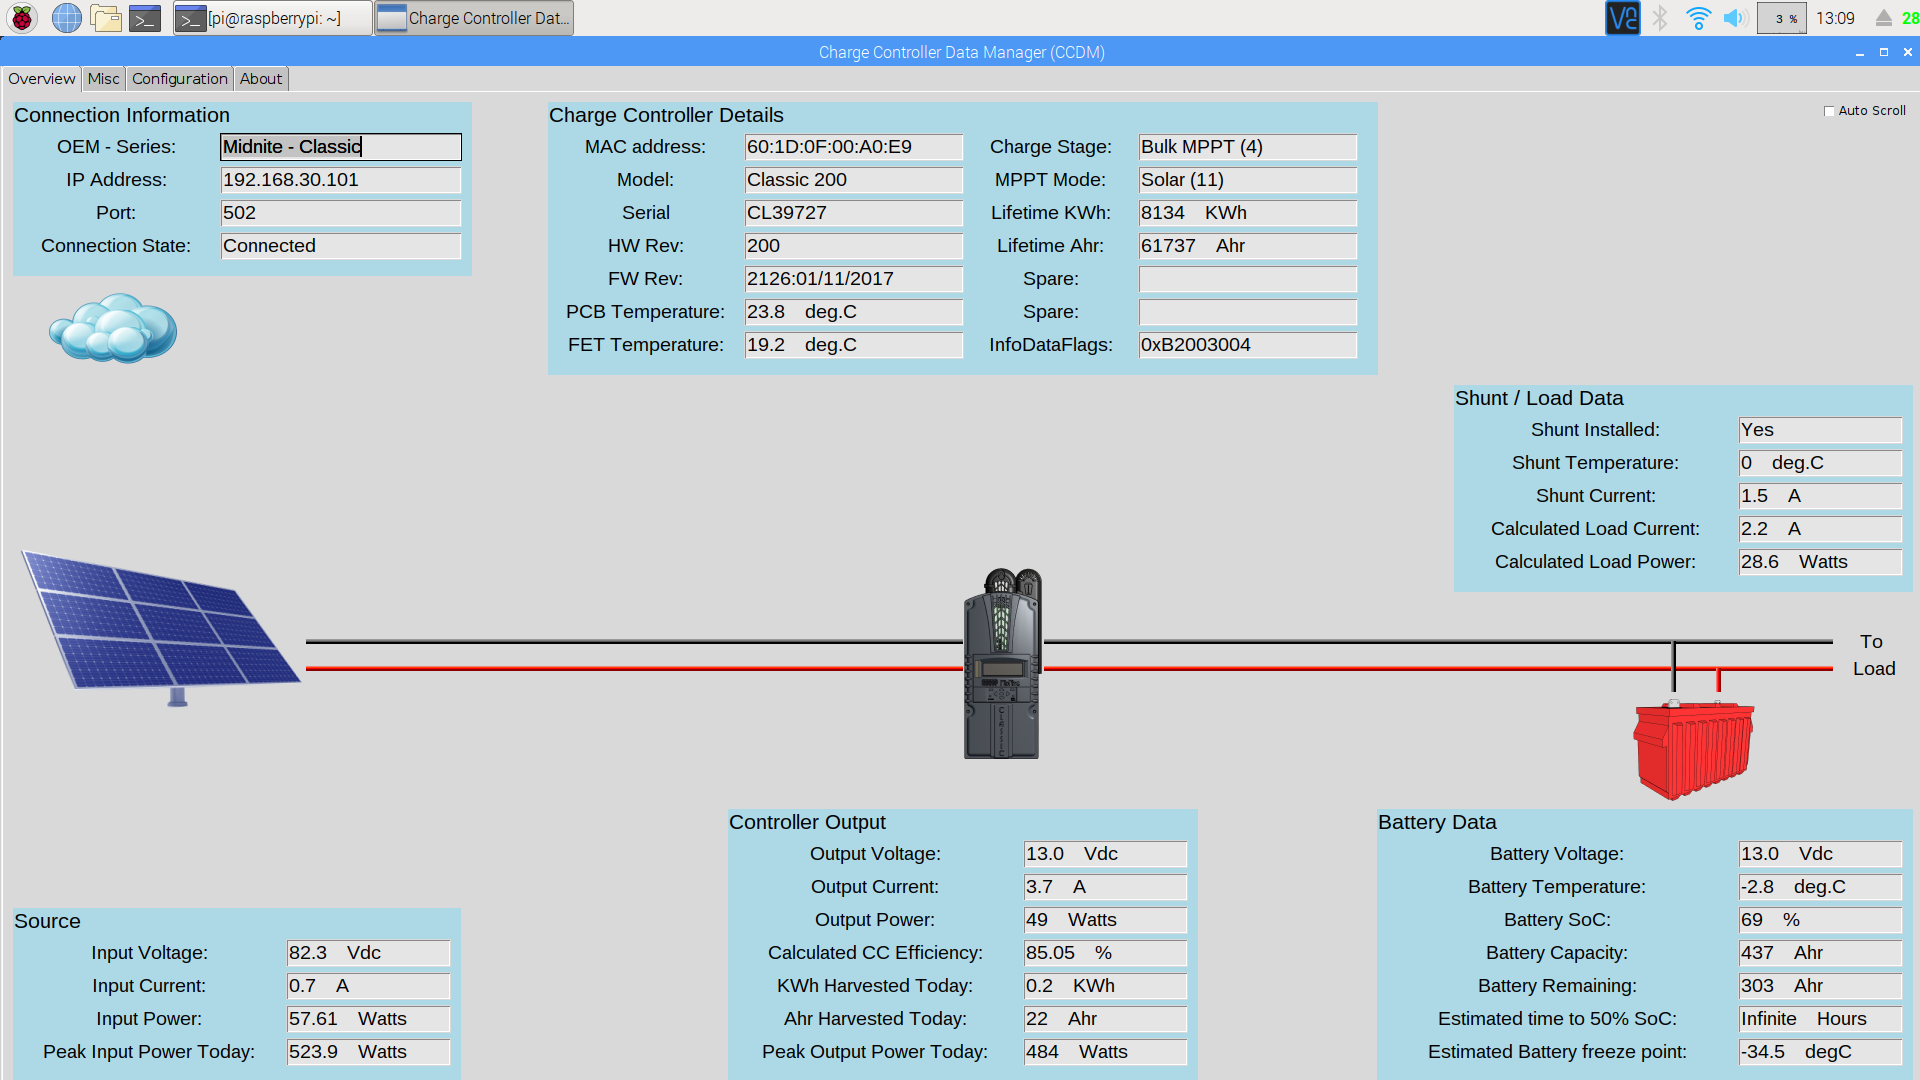 [pi@raspberrypi: ~]
Charge Controller Dat...
3 %
13:09
28
Charge Controller Data Manager (CCDM)
Overview Misc Configuration About
Auto Scroll
Connection Information
OEM - Series: Midnite - Classic
IP Address: 192.168.30.101
Port: 502
Connection State: Connected
Charge Controller Details
MAC address: 60:1D:0F:00:A0:E9 Charge Stage: Bulk MPPT (4)
Model: Classic 200 MPPT Mode: Solar (11)
Serial CL39727 Lifetime KWh: 8134 KWh
HW Rev: 200 Lifetime Ahr: 61737 Ahr
FW Rev: 2126:01/11/2017 Spare:
PCB Temperature: 23.8 deg.C Spare:
FET Temperature: 19.2 deg.C InfoDataFlags: 0xB2003004
Shunt / Load Data
Shunt Installed: Yes
Shunt Temperature: 0 deg.C
Shunt Current: 1.5 A
Calculated Load Current: 2.2 A
Calculated Load Power: 28.6 Watts
To
Load
CLASSIC
Source
Input Voltage: 82.3 Vdc
Input Current: 0.7 A
Input Power: 57.61 Watts
Peak Input Power Today: 523.9 Watts
Controller Output
Output Voltage: 13.0 Vdc
Output Current: 3.7 A
Output Power: 49 Watts
Calculated CC Efficiency: 85.05 %
KWh Harvested Today: 0.2 KWh
Ahr Harvested Today: 22 Ahr
Peak Output Power Today: 484 Watts
Battery Data
Battery Voltage: 13.0 Vdc
Battery Temperature: -2.8 deg.C
Battery SoC: 69 %
Battery Capacity: 437 Ahr
Battery Remaining: 303 Ahr
Estimated time to 50% SoC: Infinite Hours
Estimated Battery freeze point: -34.5 degC